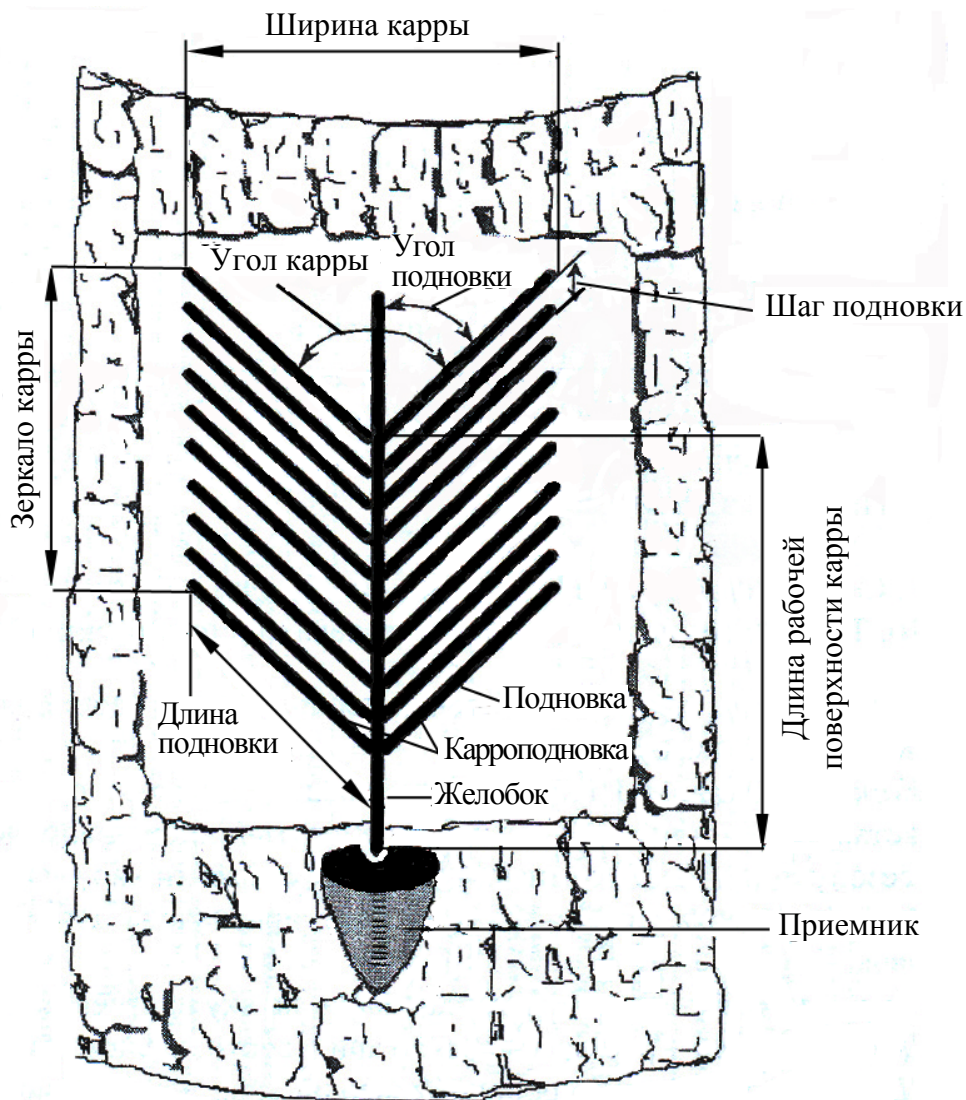 Ширина карры
Угол карры
Угол
подновки
Шаг подновки
Зеркало карры
Длина рабочей
поверхности карры
Длина
подновки
Подновка
Карроподновка
Желобок
Приемник